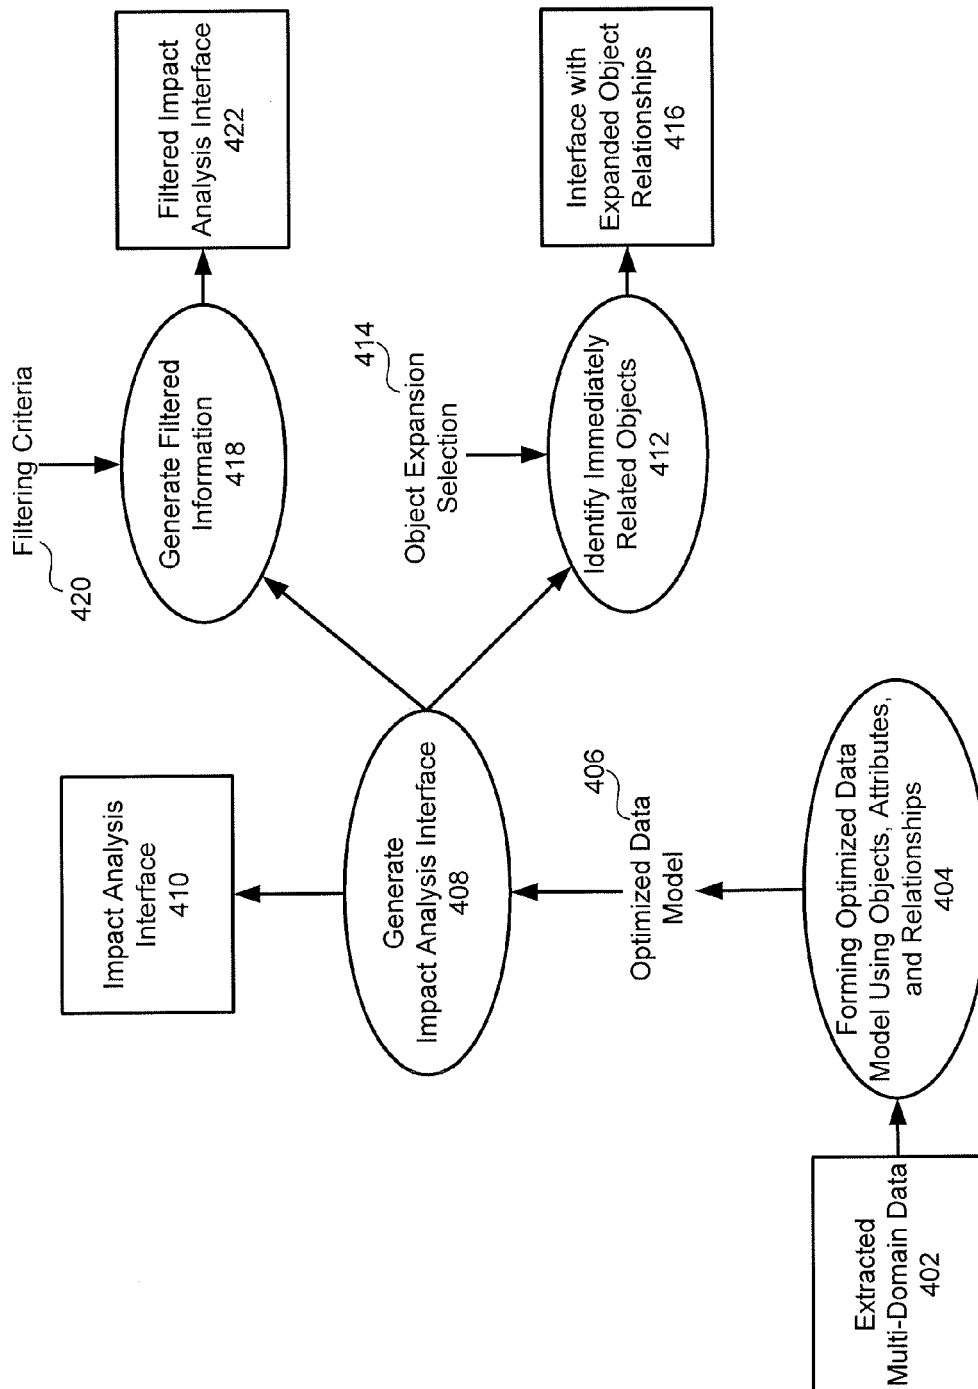 Extracted
Multi-Domain Data
402
Forming Optimized Data
Model Using Objects, Attributes,
and Relationships
404
Optimized Data
Model
406
Generate
Impact Analysis Interface
408
Impact Analysis
Interface
410
Filtering Criteria
420
Generate Filtered
Information
418
Filtered Impact
Analysis Interface
422
Object Expansion
Selection
414
Identify Immediately
Related Objects
412
Interface with
Expanded Object
Relationships
416